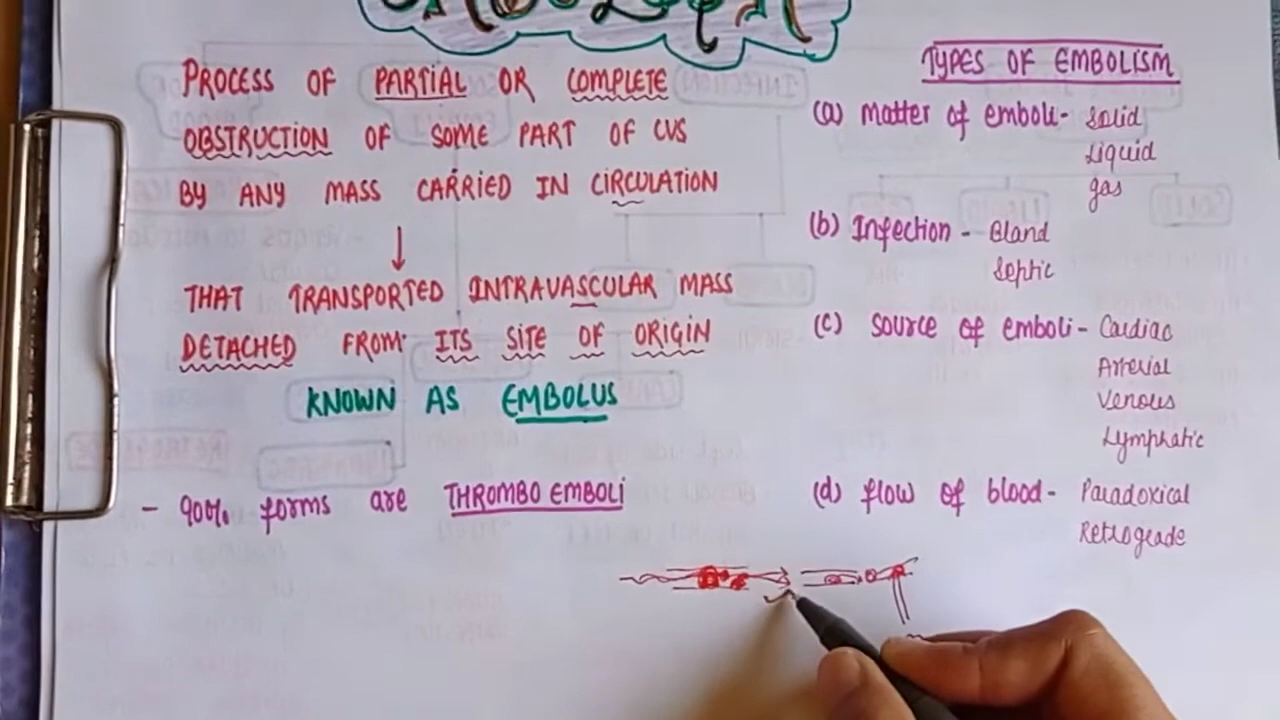 PROCESS OF PARTIAL OR COMPLETE
OBSTRUCTION OF SOME PART OF CVS
BY ANY MASS CARRIED IN CIRCULATION
↓
THAT TRANSPORTED INTRAVASCULAR MASS
DETACHED FROM ITS SITE OF ORIGIN
KNOWN AS EMBOLUS
- 90% forms are THROMBOEMBOLI
TYPES OF EMBOLISM
(a) matter of emboli- Solid
Liquid
gas
(b) Infection - Bland
Septic
(c) source of emboli - Cardiac
Arterial
Venous
Lymphatic
(d) flow of blood- Paradoxical
Retrograde